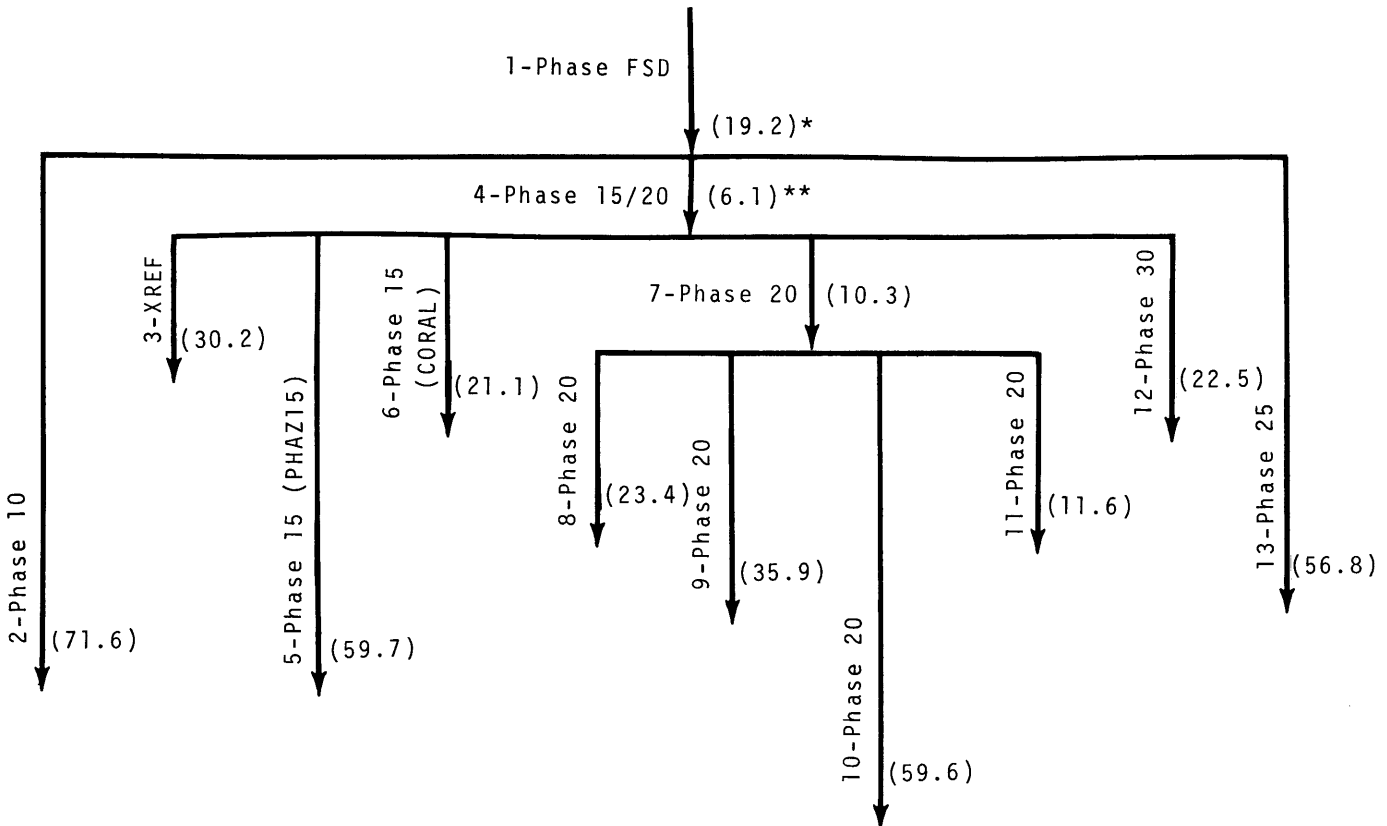 1-Phase FSD
(19.2)*
4-Phase 15/20
(6.1)**
3-XREF
(30.2)
6-Phase 15
(CORAL)
(21.1)
7-Phase 20
(10.3)
12-Phase 30
(22.5)
2-Phase 10
(71.6)
5-Phase 15 (PHAZ15)
(59.7)
8-Phase 20
(23.4)
9-Phase 20
(35.9)
10-Phase 20
(59.6)
11-Phase 20
(11.6)
13-Phase 25
(56.8)